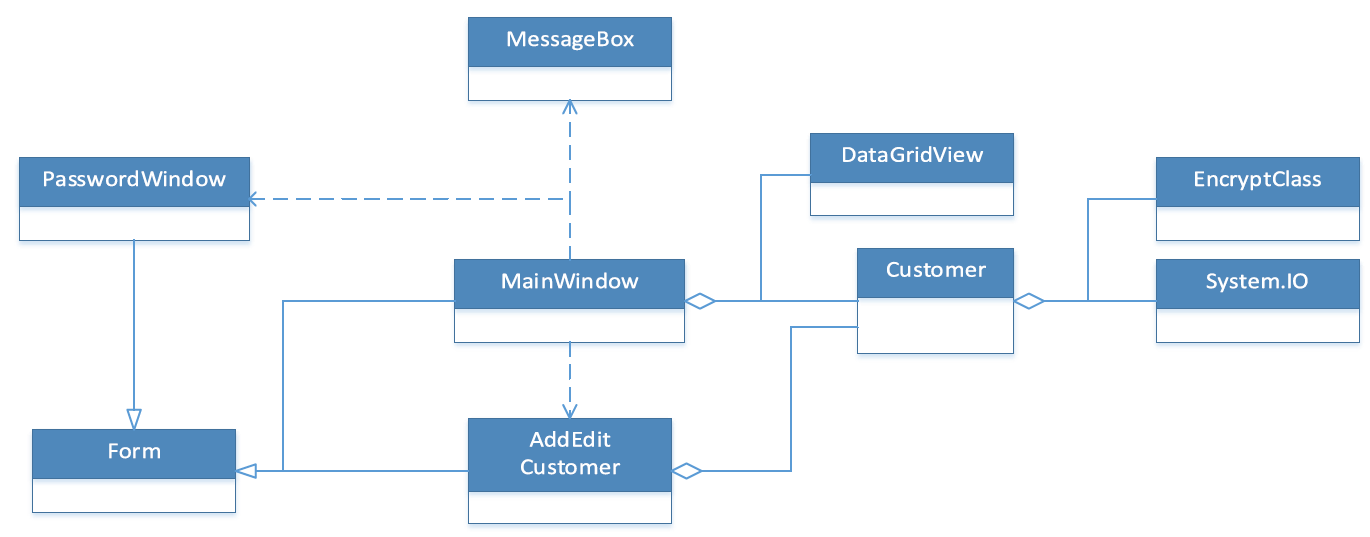 MessageBox
DataGridView
PasswordWindow
EncryptClass
MainWindow
Customer
System.IO
Form
AddEdit
Customer